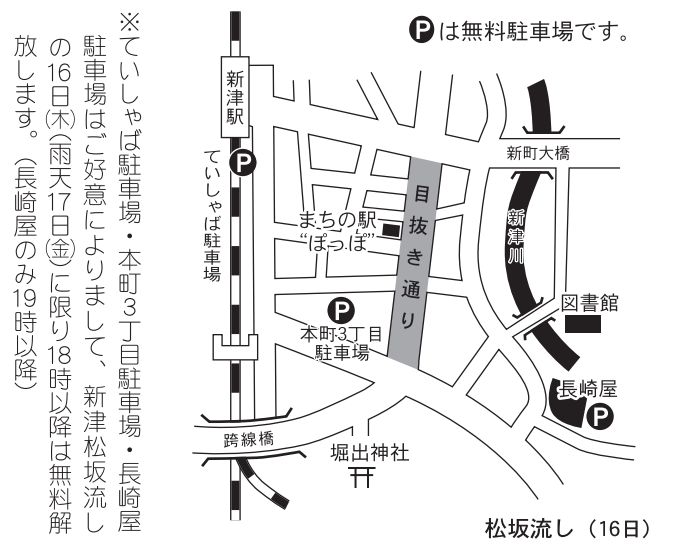 Ⓟは無料駐車場です。
※ていしゃば駐車場・本町3丁目駐車場・長崎屋
駐車場はご好意によりまして、新津松坂流し
の16日(木)(雨天17日(金))に限り18時以降は無料解
放します。（長崎屋のみ19時以降）
新津駅
P
ていしゃば駐車場
新町大橋
目抜き通り
まちの駅
“ぽっぽ”
新津川
図書館
P
本町3丁目
駐車場
長崎屋
P
跨線橋
堀出神社
松坂流し（16日）